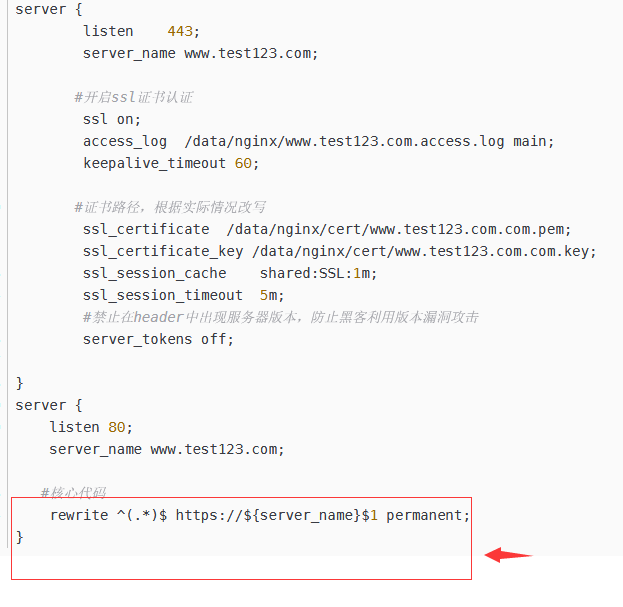 server {
listen 443;
server_name www.test123.com;
#开启ssl证书认证
ssl on;
access_log /data/nginx/www.test123.com.access.log main;
keepalive_timeout 60;
#证书路径，根据实际情况改写
ssl_certificate /data/nginx/cert/www.test123.com.com.pem;
ssl_certificate_key /data/nginx/cert/www.test123.com.com.key;
ssl_session_cache shared:SSL:1m;
ssl_session_timeout 5m;
#禁止在header中出现服务器版本，防止黑客利用版本漏洞攻击
server_tokens off;
}
server {
listen 80;
server_name www.test123.com;
#核心代码
rewrite ^(.*)$ https://${server_name}$1 permanent;
}